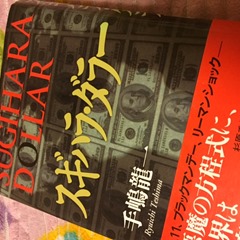 SUGIHARA
DOLLAR
スギハラ・ダラー
手嶋龍一
Ryuichi Teshima
11、ブラックマンデー、リーマンショック──
魔の方程式に、
界は